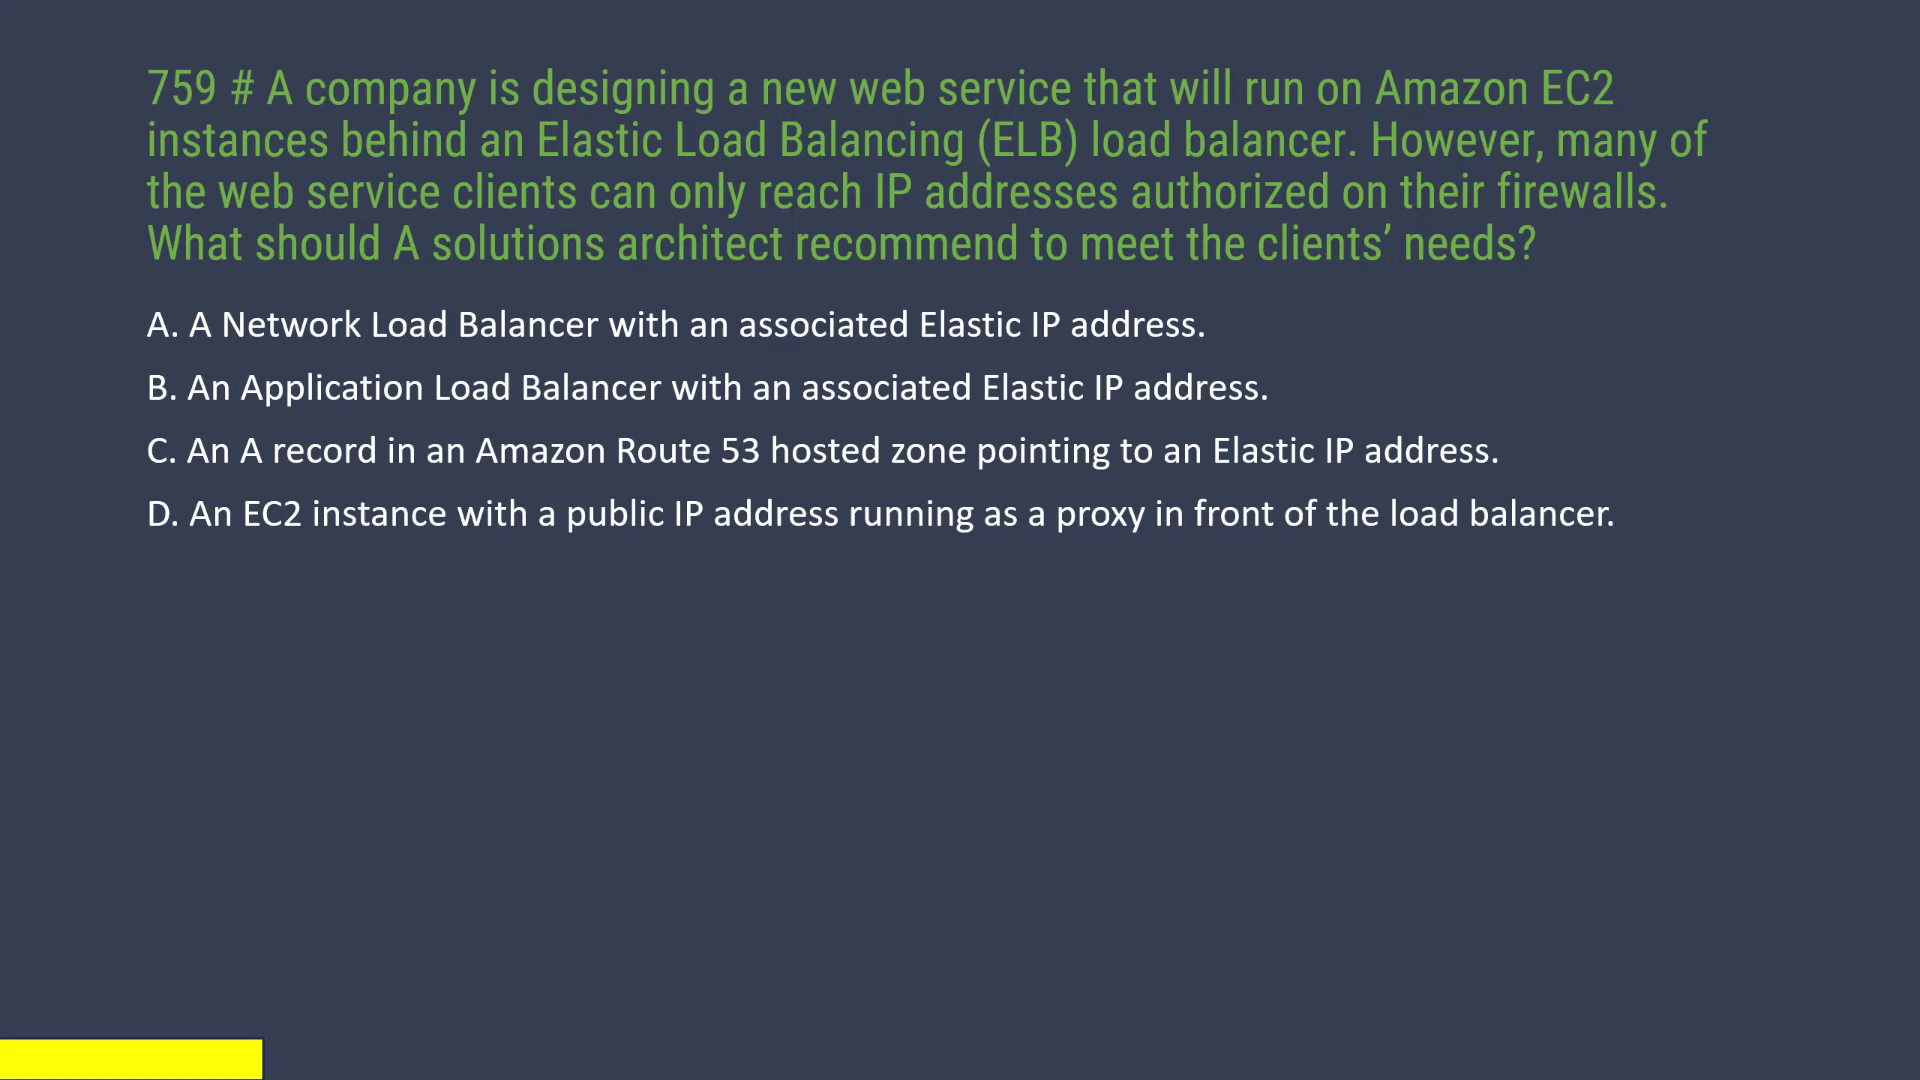 759 # A company is designing a new web service that will run on Amazon EC2
instances behind an Elastic Load Balancing (ELB) load balancer. However, many of
the web service clients can only reach IP addresses authorized on their firewalls.
What should A solutions architect recommend to meet the clients’ needs?
A. A Network Load Balancer with an associated Elastic IP address.
B. An Application Load Balancer with an associated Elastic IP address.
C. An A record in an Amazon Route 53 hosted zone pointing to an Elastic IP address.
D. An EC2 instance with a public IP address running as a proxy in front of the load balancer.